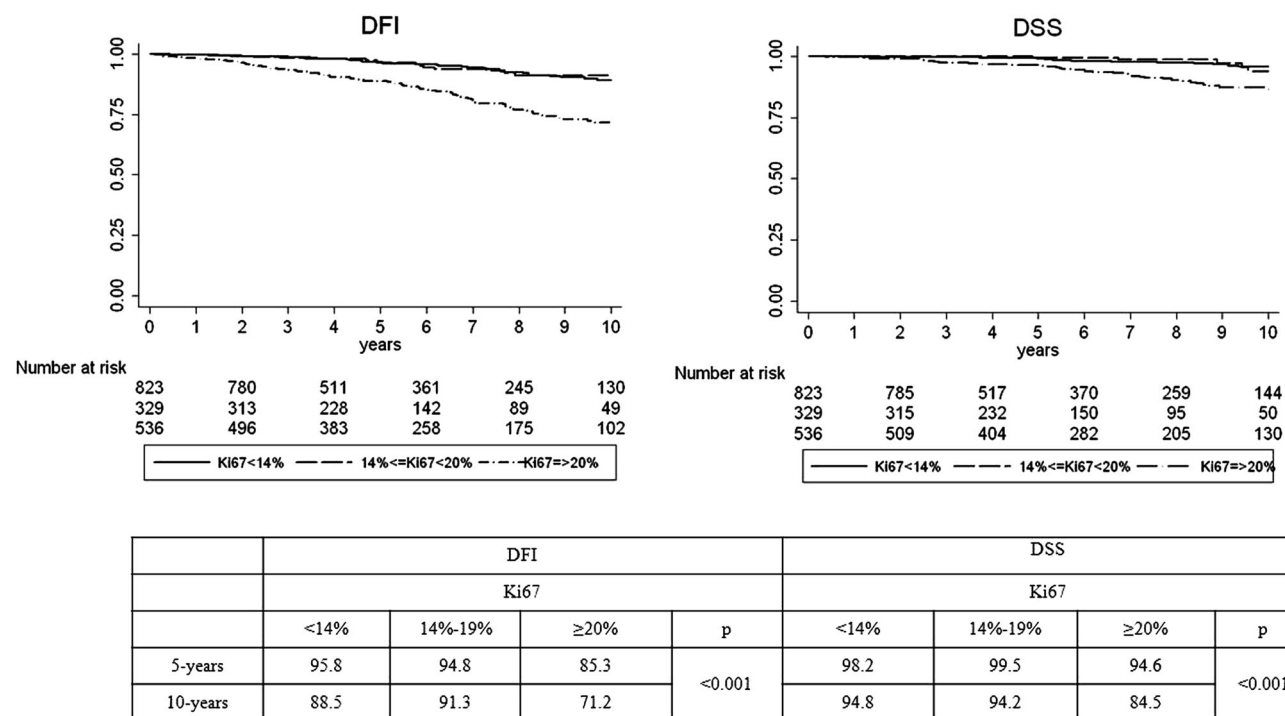 DFI
1.00
0.75
0.50
0.25
0.00
0 1 2 3 4 5 6 7 8 9 10
years
Number at risk
823 780 511 361 245 130
329 313 228 142 89 49
536 496 383 258 175 102
Ki67<14% 14%<=Ki67<20% Ki67=>20%
DSS
1.00
0.75
0.50
0.25
0.00
0 1 2 3 4 5 6 7 8 9 10
years
Number at risk
823 785 517 370 259 144
329 315 232 150 95 50
536 509 404 282 205 130
Ki67<14% 14%<=Ki67<20% Ki67=>20%
DFI DSS
Ki67 Ki67
<14% 14%-19% ≥20% p <14% 14%-19% ≥20% p
5-years 95.8 94.8 85.3 <0.001 98.2 99.5 94.6 <0.001
10-years 88.5 91.3 71.2 94.8 94.2 84.5